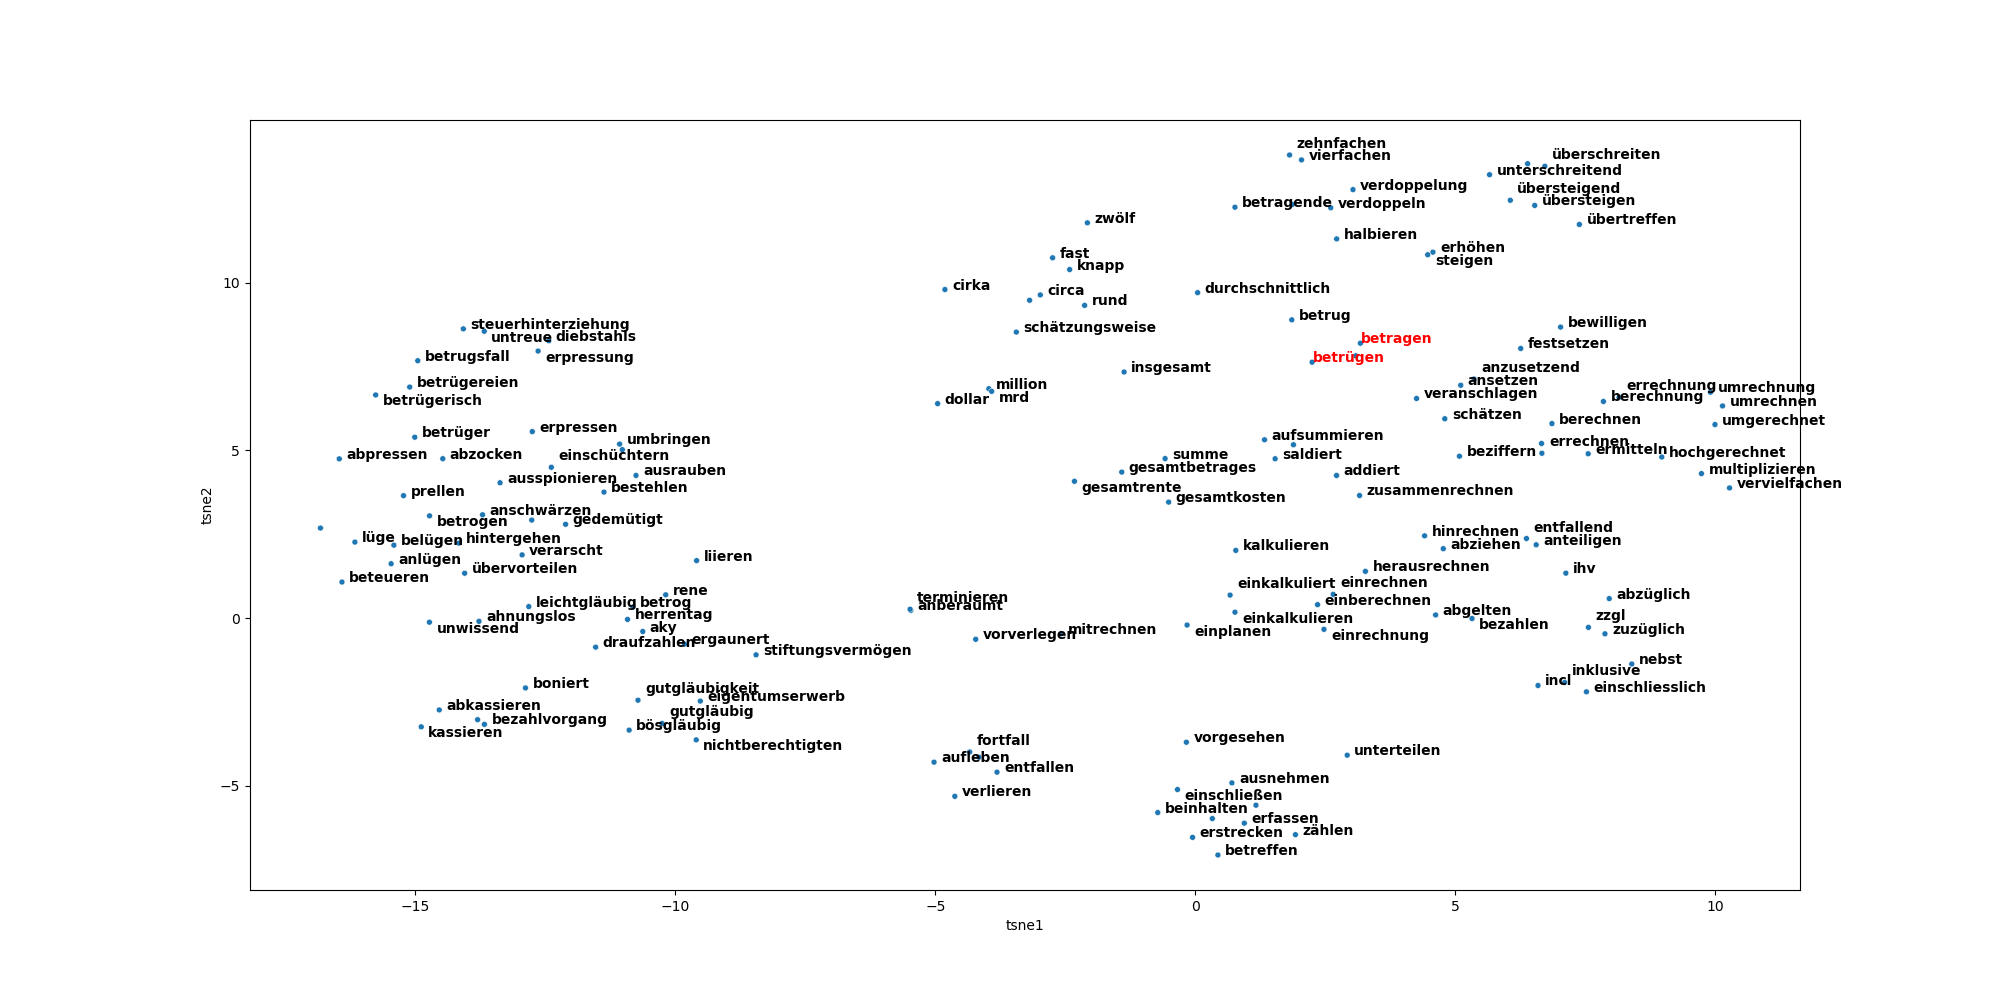 zehnfachen
vierfachen
überschreiten
unterschreitend
verdoppelung
übersteigend
übersteigen
betragende
verdoppeln
zwölf
übertreffen
halbieren
erhöhen
steigen
fast
knapp
cirka
circa
rund
durchschnittlich
schätzungsweise
betrug
bewilligen
steuerhinterziehung
untreue
diebstahls
betragen
festsetzen
betrugsfall
erpressung
betrügen
insgesamt
anzusetzend
ansetzen
betrügereien
million
mrd
errechnung
umrechnung
veranschlagen
berechnung
umrechnen
betrügerisch
dollar
schätzen
berechnen
umgerechnet
betrüger
erpressen
umbringen
aufsummieren
errechnen
abpressen
abzocken
einschüchtern
summe
saldiert
beziffern
ermitteln
hochgerechnet
ausspionieren
ausrauben
gesamtbetrages
addiert
multiplizieren
prellen
bestehlen
gesamtrente
gesamtkosten
zusammenrechnen
vervielfachen
betrogen
anschwärzen
gedemütigt
hinrechnen
entfallend
lüge
belügen
hintergehen
abziehen
anteiligen
anlügen
verarscht
liieren
kalkulieren
beteueren
übervorteilen
herausrechnen
ihv
rene
einkalkuliert
einrechnen
abzüglich
leichtgläubig
betrog
terminieren
anberaumt
einberechnen
unwissend
ahnungslos
herrentag
einkalkulieren
abgelten
bezahlen
zzgl
aky
vorverlegen
mitrechnen
einplanen
einrechnung
zuzüglich
draufzahlen
ergaunert
stiftungsvermögen
nebst
inklusive
incl
einschliesslich
boniert
gutgläubigkeit
eigentumserwerb
abkassieren
gutgläubig
kassieren
bezahlvorgang
bösgläubig
nichtberechtigten
fortfall
vorgesehen
unterteilen
aufleben
entfallen
ausnehmen
verlieren
einschließen
beinhalten
erfassen
erstrecken
zählen
betreffen
10
5
0
−5
tsne2
−15
−10
−5
0
5
10
tsne1